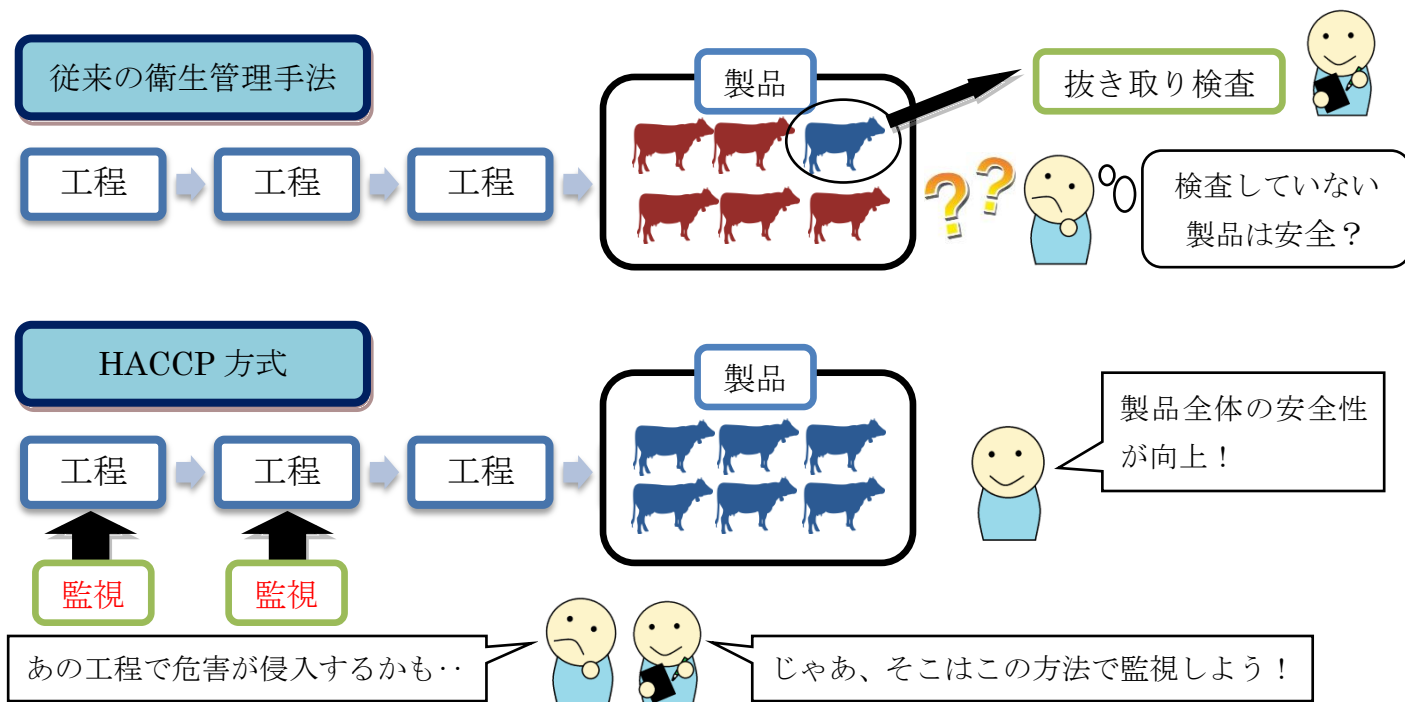 従来の衛生管理手法
製品
抜き取り検査
工程
工程
工程
??
検査していない
製品は安全?
HACCP 方式
製品
製品全体の安全性
が向上!
工程
工程
工程
監視
監視
あの工程で危害が侵入するかも‥
じゃあ、そこはこの方法で監視しよう!